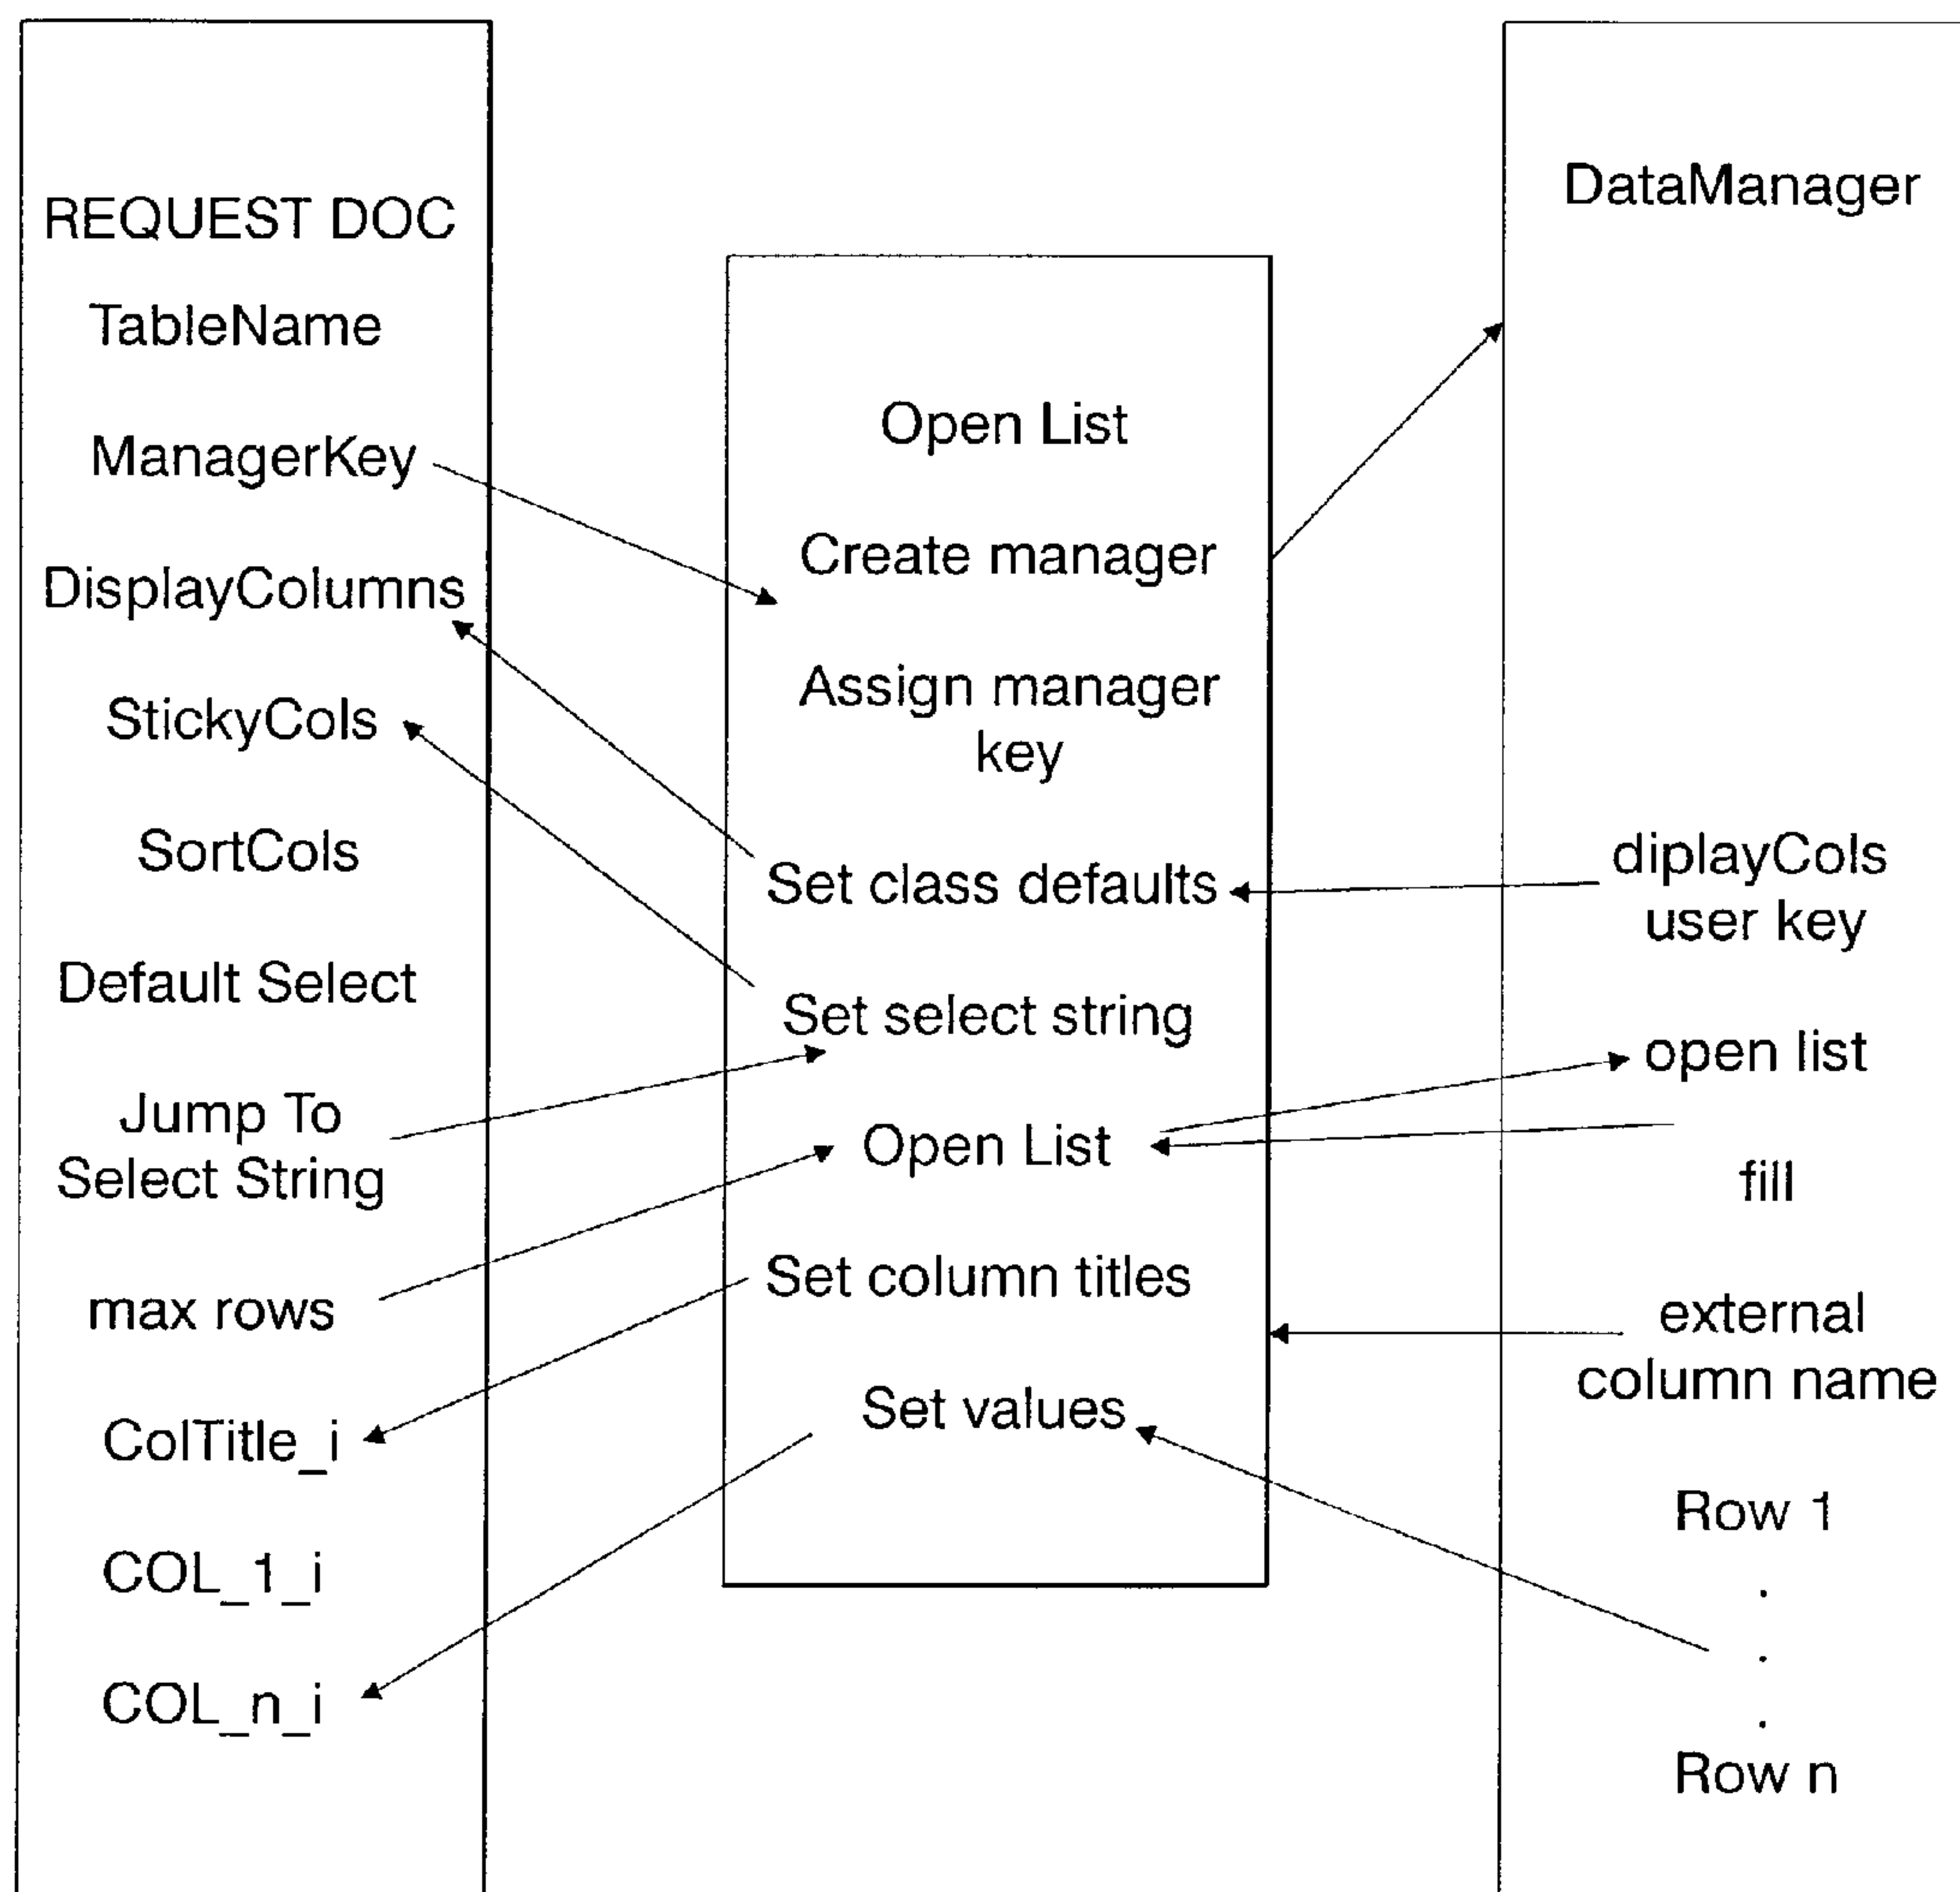 REQUEST DOC
TableName
ManagerKey
DisplayColumns
StickyCols
SortCols
Default Select
Jump To
Select String
max rows
ColTitle_i
COL_1_i
COL_n_i
Open List
Create manager
Assign manager
key
Set class defaults
Set select string
Open List
Set column titles
Set values
DataManager
diplayCols
user key
open list
fill
external
column name
Row 1
.
.
.
Row n